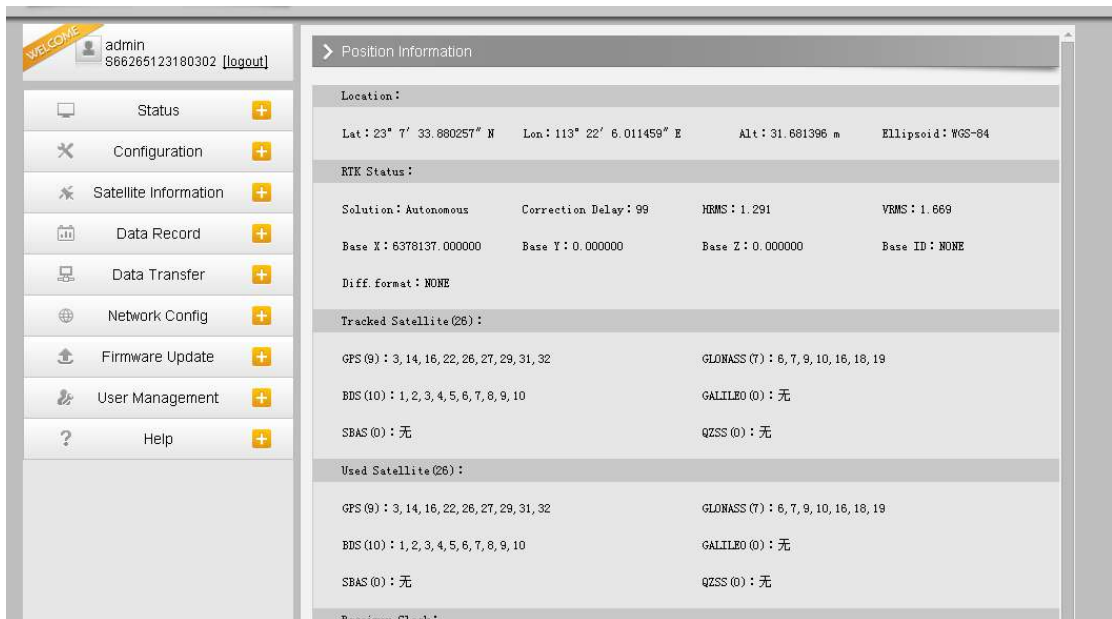 WELCOME
admin
S66265123180302 [logout]
Status
Configuration
Satellite Information
Data Record
Data Transfer
Network Config
Firmware Update
User Management
Help
Position Information
Location：
Lat：23° 7′ 33.880257″ N Lon：113° 22′ 6.011459″ E Alt：31.681396 m Ellipsoid：WGS-84
RTK Status：
Solution：Autonomous Correction Delay：99 HRMS：1.291 VRMS：1.669
Base X：6378137.000000 Base Y：0.000000 Base Z：0.000000 Base ID：NONE
Diff.format：NONE
Tracked Satellite(26)：
GPS(9)：3,14,16,22,26,27,29,31,32 GLONASS(7)：6,7,9,10,16,18,19
BDS(10)：1,2,3,4,5,6,7,8,9,10 GALILEO(0)：无
SBAS(0)：无 QZSS(0)：无
Used Satellite(26)：
GPS(9)：3,14,16,22,26,27,29,31,32 GLONASS(7)：6,7,9,10,16,18,19
BDS(10)：1,2,3,4,5,6,7,8,9,10 GALILEO(0)：无
SBAS(0)：无 QZSS(0)：无